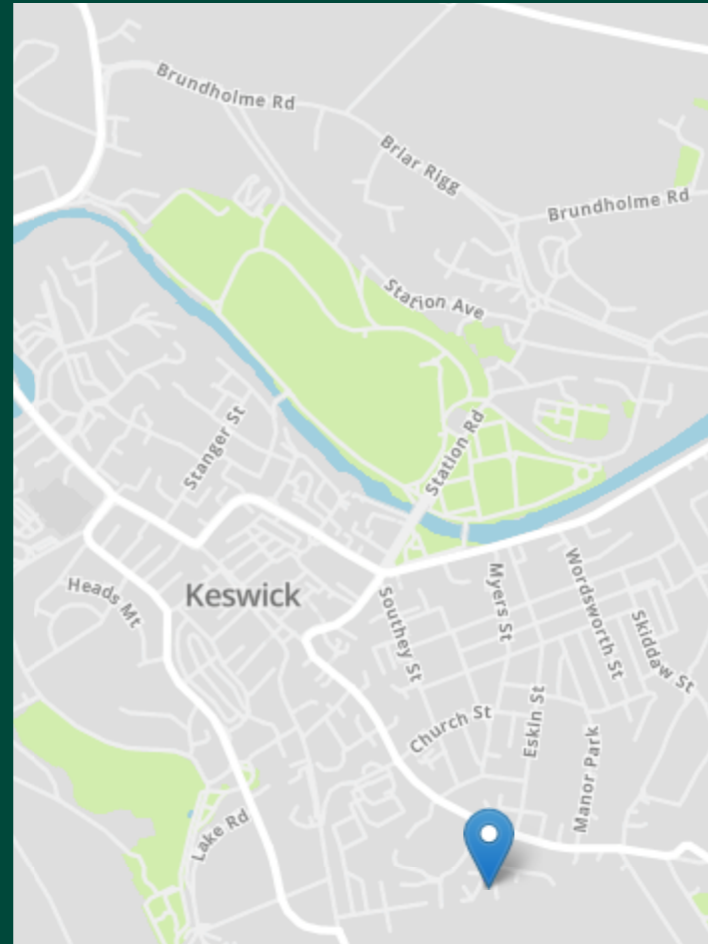 Brundholme Rd
Briar Rigg
Brundholme Rd
Station Ave
Stanger St
Station Rd
Heads Mt
Keswick
Southey St
Myers St
Wordsworth St
Skiddaw St
Church St
Eskin St
Manor Park
Lake Rd